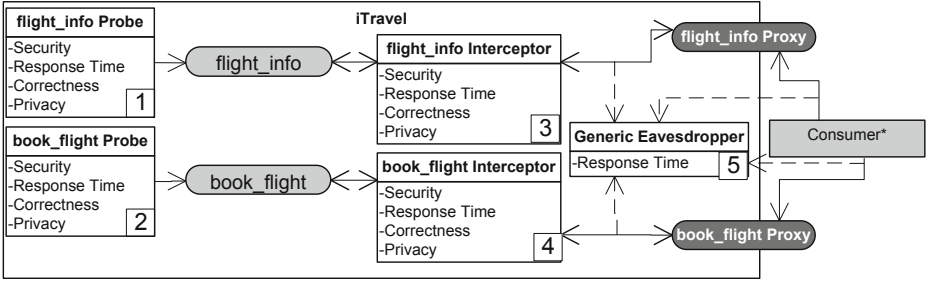 iTravel
flight_info Probe
-Security
-Response Time
-Correctness
-Privacy
1
flight_info
flight_info Interceptor
-Security
-Response Time
-Correctness
-Privacy
3
flight_info Proxy
book_flight Probe
-Security
-Response Time
-Correctness
-Privacy
2
book_flight
book_flight Interceptor
-Security
-Response Time
-Correctness
-Privacy
4
Generic Eavesdropper
-Response Time
5
Consumer*
book_flight Proxy